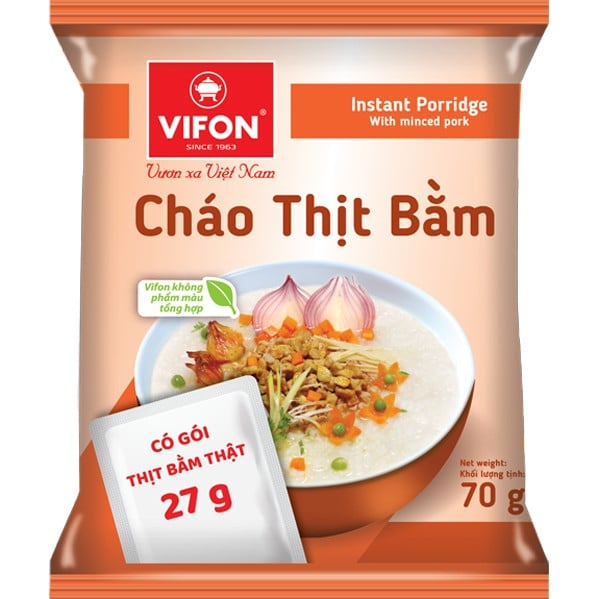 VIFON®
SINCE 1963
Vươn xa Việt Nam
Instant Porridge
With minced pork
Cháo Thịt Bằm
Vifon không
phẩm màu
tổng hợp
CÓ GÓI
THỊT BẰM THẬT
27 g
Net weight:
Khối lượng tịnh:
70 g